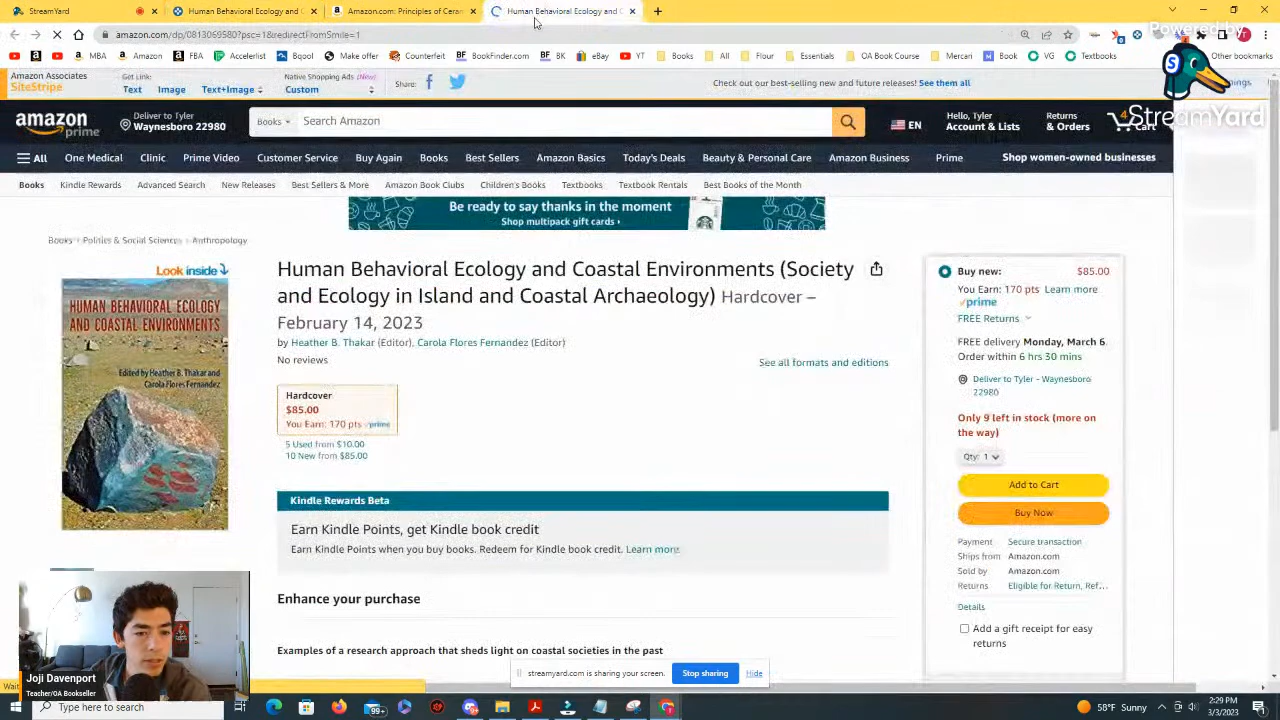 StreamYard
Human Behavioral Ecology and C
Amazon.com: Principles of Ceram
Human Behavioral Ecology and C
amazon.com/dp/0813069580?psc=1&redirectFromSmile=1
Powered by
StreamYard
a
MBA
Amazon
FBA
Accelerist
Bqool
Make offer
Counterfeit
BookFinder.com
BK
eBay
YT
Books
All
Flour
Essentials
OA Book Course
Mercari
Book
VG
Textbooks
Other bookmarks
Amazon Associates
SiteStripe
Get Link:
Text
Image
Text+Image
Native Shopping Ads (New)
Custom
Share:
Check out our best-selling new and future releases! See them all
amazon prime
Deliver to Tyler
Waynesboro 22980
Books
Search Amazon
EN
Hello, Tyler
Account & Lists
Returns
& Orders
4
Cart
All
One Medical
Clinic
Prime Video
Customer Service
Buy Again
Books
Best Sellers
Amazon Basics
Today's Deals
Beauty & Personal Care
Amazon Business
Prime
Shop women-owned businesses
Books
Kindle Rewards
Advanced Search
New Releases
Best Sellers & More
Amazon Book Clubs
Children's Books
Textbooks
Textbook Rentals
Best Books of the Month
Be ready to say thanks in the moment
Shop multipack gift cards ›
Books › Politics & Social Sciences › Anthropology
Look inside
HUMAN BEHAVIORAL ECOLOGY
AND COASTAL ENVIRONMENTS
Edited by Heather B. Thakar and
Carola Flores Fernandez
Human Behavioral Ecology and Coastal Environments (Society
and Ecology in Island and Coastal Archaeology) Hardcover –
February 14, 2023
by Heather B. Thakar (Editor), Carola Flores Fernandez (Editor)
No reviews
See all formats and editions
Hardcover
$85.00
You Earn: 170 pts prime
5 Used from $10.00
10 New from $85.00
Kindle Rewards Beta
Earn Kindle Points, get Kindle book credit
Earn Kindle Points when you buy books. Redeem for Kindle book credit. Learn more.
Enhance your purchase
Examples of a research approach that sheds light on coastal societies in the past
Buy new:
$85.00
You Earn: 170 pts Learn more
prime
FREE Returns
FREE delivery Monday, March 6.
Order within 6 hrs 30 mins
Deliver to Tyler - Waynesboro
22980
Only 9 left in stock (more on
the way)
Qty: 1
Add to Cart
Buy Now
Payment Secure transaction
Ships from Amazon.com
Sold by Amazon.com
Returns Eligible for Return, Ref...
Details
Add a gift receipt for easy
returns
Joji Davenport
Teacher/OA Bookseller
streamyard.com is sharing your screen.
Stop sharing
Hide
Type here to search
99+
58°F Sunny
2:29 PM
3/3/2023